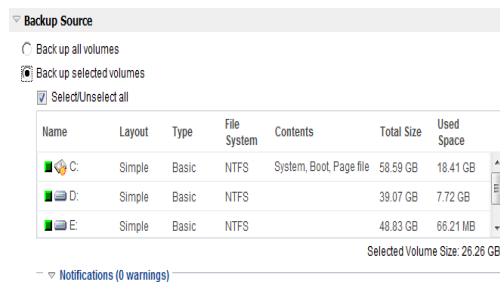 Backup Source
Back up all volumes
Back up selected volumes
Select/Unselect all
Name Layout Type File System Contents Total Size Used Space
C: Simple Basic NTFS System, Boot, Page file 58.59 GB 18.41 GB
D: Simple Basic NTFS 39.07 GB 7.72 GB
E: Simple Basic NTFS 48.83 GB 66.21 MB
Selected Volume Size: 26.26 GB
Notifications (0 warnings)